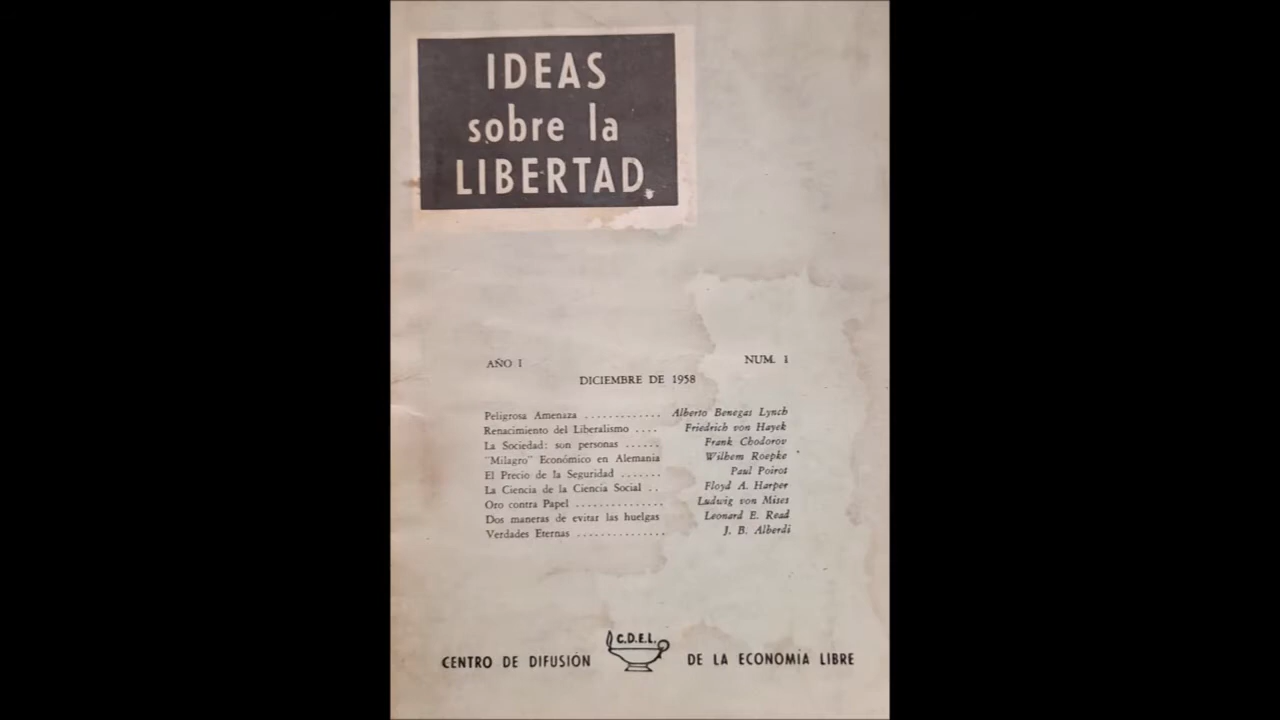 IDEAS
sobre la
LIBERTAD
AÑO I NUM. 1
DICIEMBRE DE 1958
Peligrosa Amenaza ............. Alberto Benegas Lynch
Renacimiento del Liberalismo .... Friedrich von Hayek
La Sociedad: son personas ...... Frank Chodorov
"Milagro" Económico en Alemania Wilhem Roepke
El Precio de la Seguridad ....... Paul Poirot
La Ciencia de la Ciencia Social .. Floyd A. Harper
Oro contra Papel ............... Ludwig von Mises
Dos maneras de evitar las huelgas Leonard E. Read
Verdades Eternas ............... J. B. Alberdi
C.D.E.L.
CENTRO DE DIFUSIÓN DE LA ECONOMÍA LIBRE